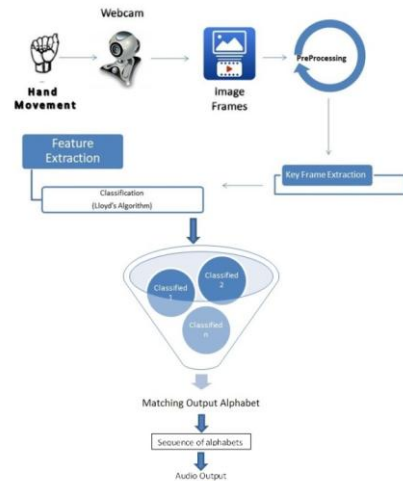 Webcam
Hand
Movement
Image
Frames
PreProcessing
Feature
Extraction
Classification
(Lloyd's Algorithm)
Key Frame Extraction
Classified
1
Classified
2
Classified
n
Matching Output Alphabet
Sequence of alphabets
Audio Output